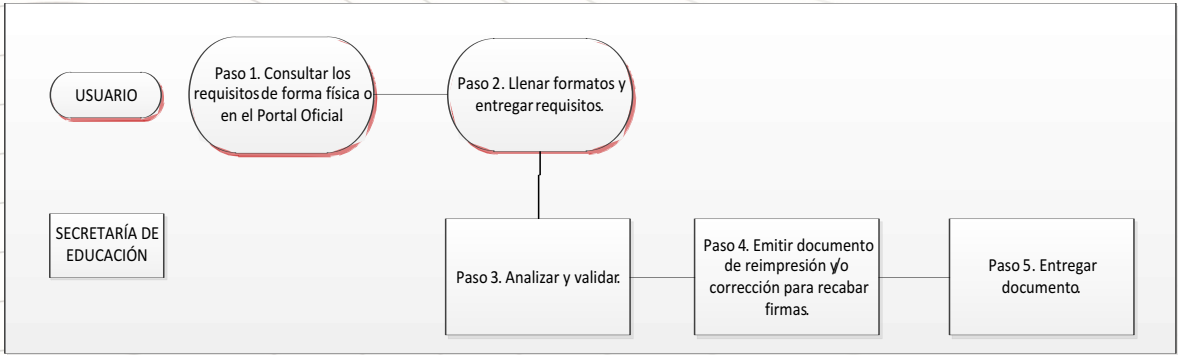 USUARIO
Paso 1. Consultar los
requisitos de forma física o
en el Portal Oficial
Paso 2. Llenar formatos y
entregar requisitos.
SECRETARÍA DE
EDUCACIÓN
Paso 3. Analizar y validar.
Paso 4. Emitir documento
de reimpresión y/o
corrección para recabar
firmas.
Paso 5. Entregar
documento.